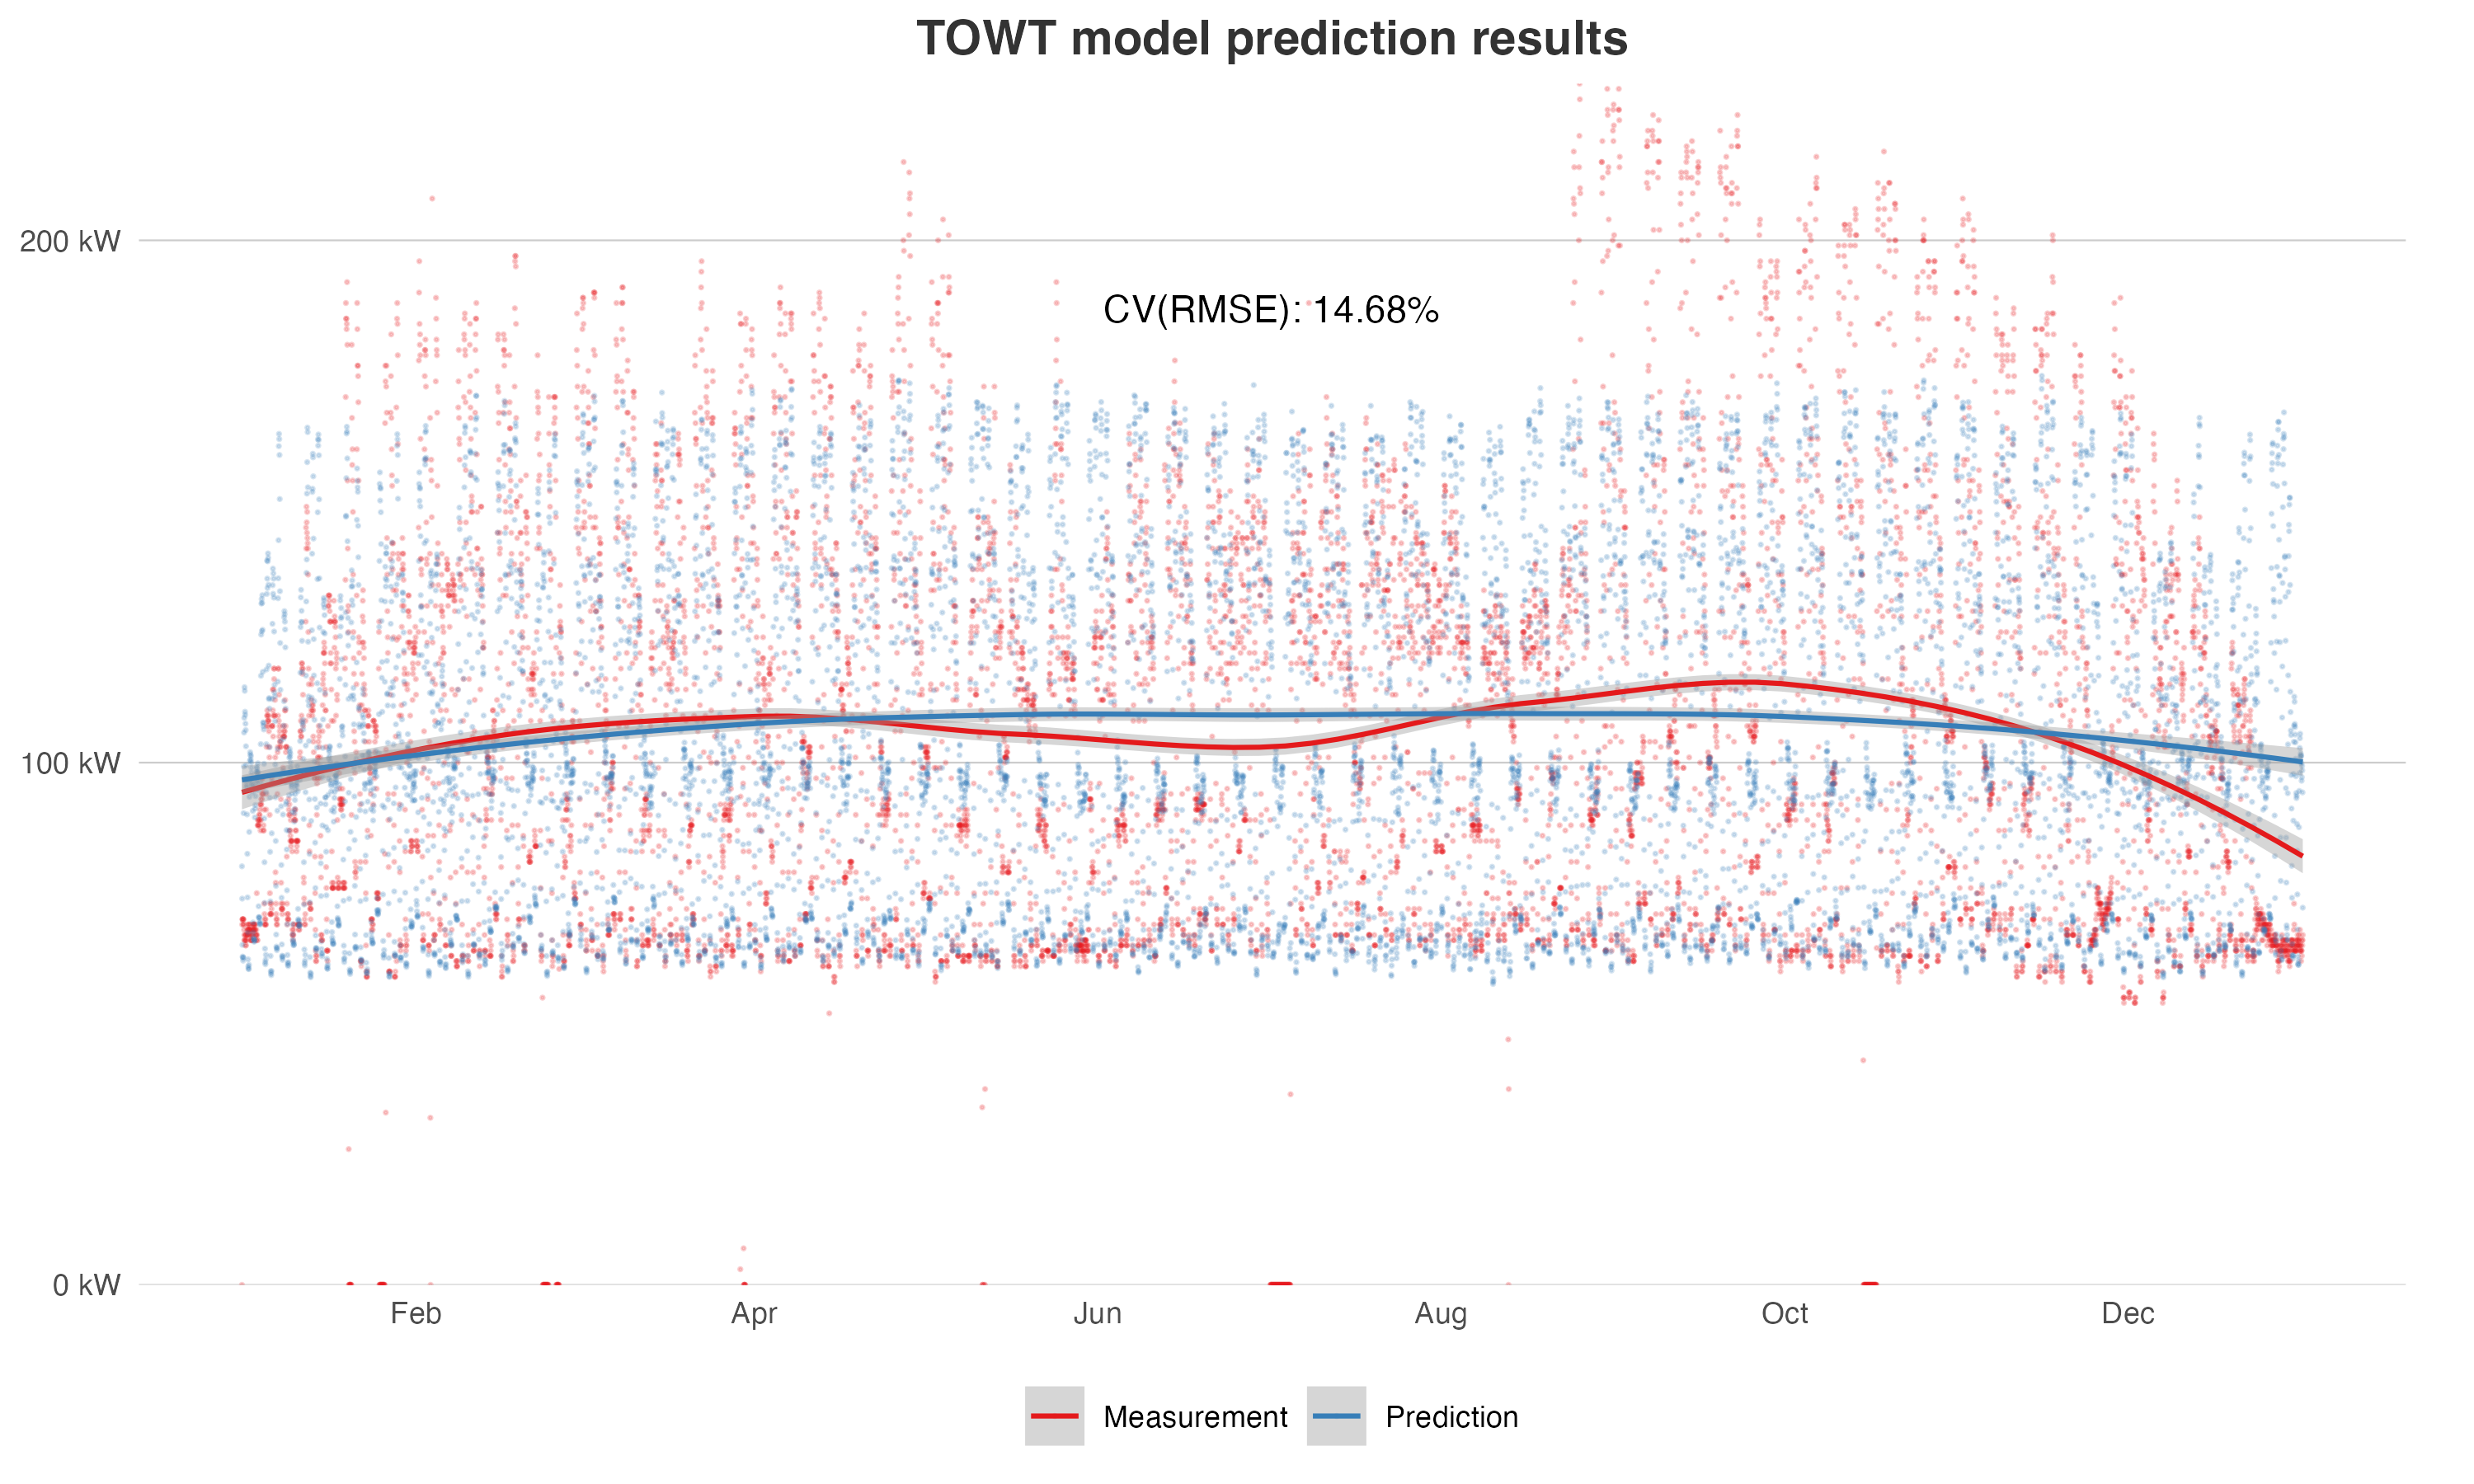 TOWT model prediction results
200 kW
CV(RMSE): 14.68%
100 kW
0 kW
Feb Apr Jun Aug Oct Dec
Measurement Prediction